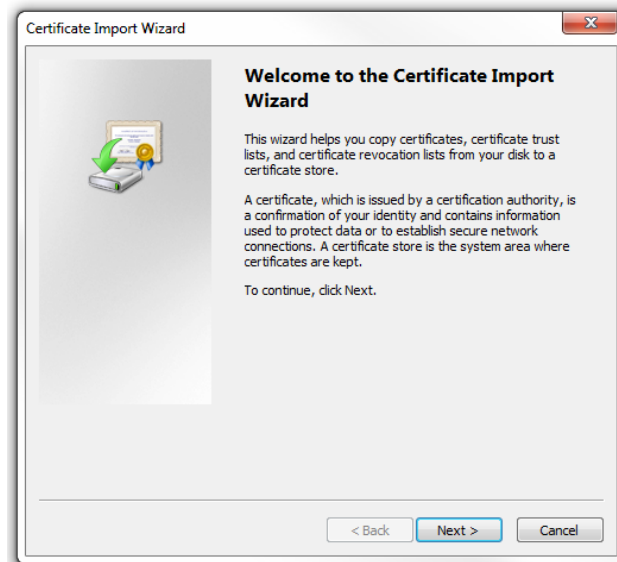 Certificate Import Wizard
Welcome to the Certificate Import
Wizard
This wizard helps you copy certificates, certificate trust
lists, and certificate revocation lists from your disk to a
certificate store.
A certificate, which is issued by a certification authority, is
a confirmation of your identity and contains information
used to protect data or to establish secure network
connections. A certificate store is the system area where
certificates are kept.
To continue, click Next.
< Back Next > Cancel